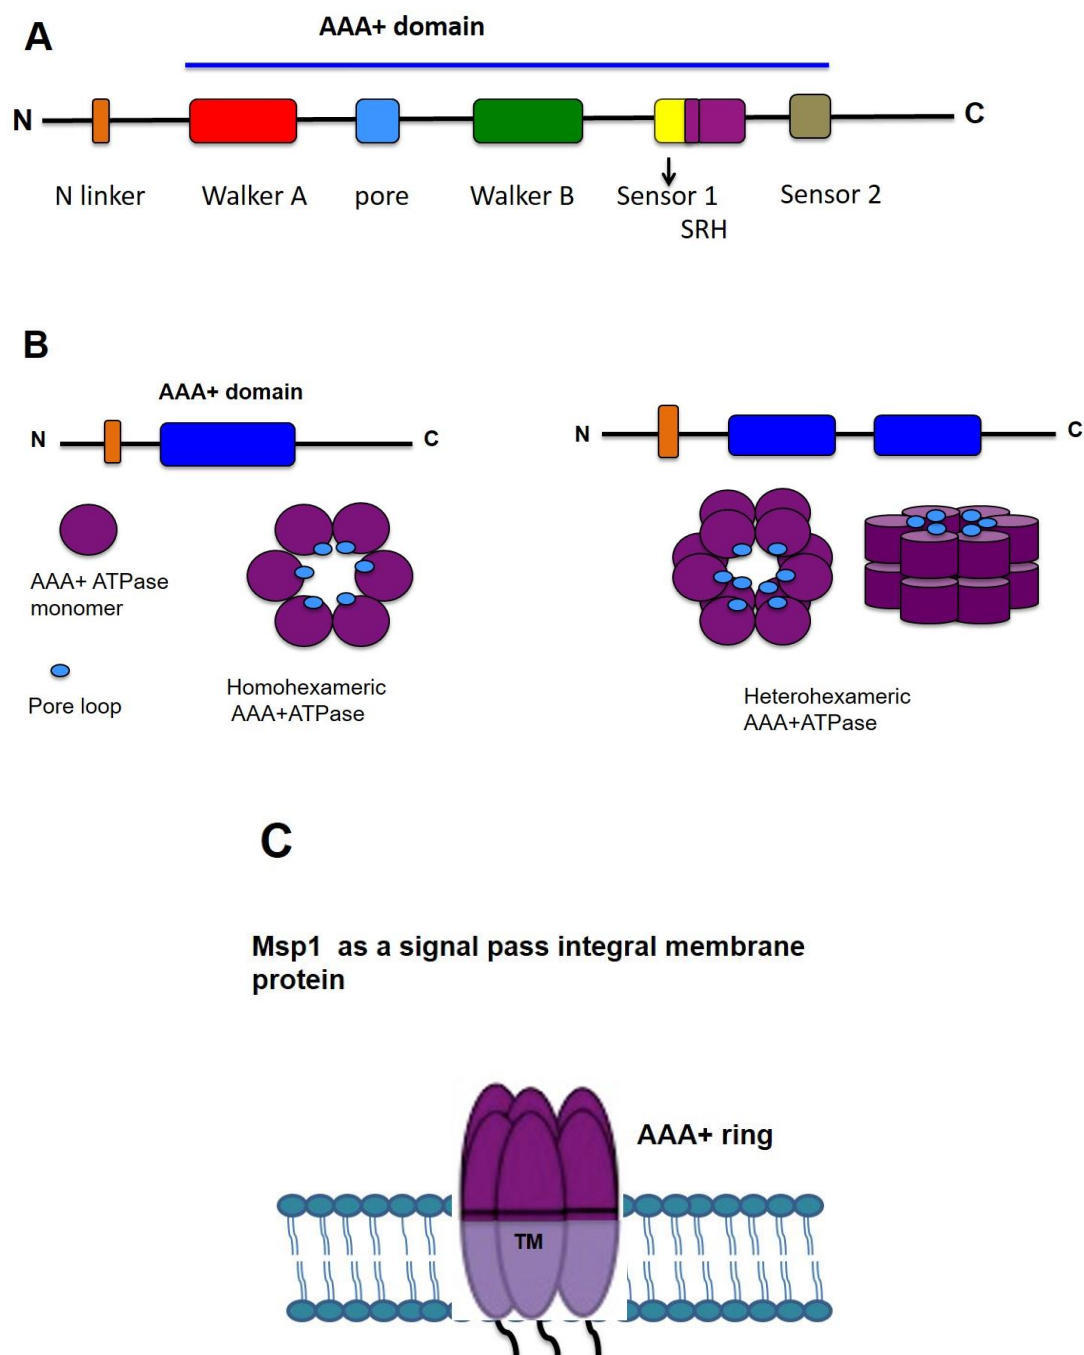 A
AAA+ domain
N
C
N linker
Walker A
pore
Walker B
Sensor 1
SRH
Sensor 2
B
AAA+ domain
N
C
N
C
AAA+ ATPase
monomer
Pore loop
Homohexameric
AAA+ATPase
Heterohexameric
AAA+ATPase
C
Msp1 as a signal pass integral membrane
protein
AAA+ ring
TM